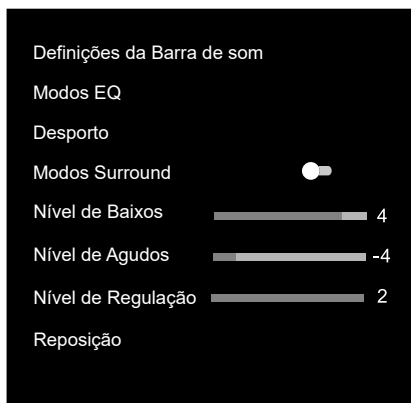 Definições da Barra de som
Modos EQ
Desporto
Modos Surround
Nível de Baixos 4
Nível de Agudos -4
Nível de Regulação 2
Reposição